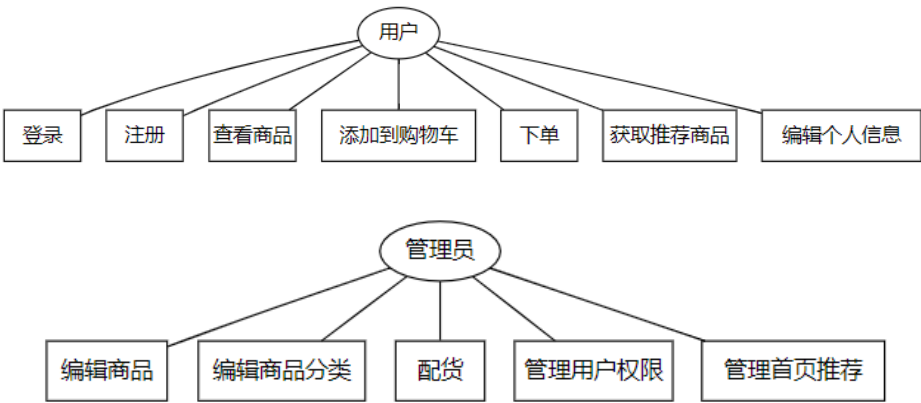 用户
登录
注册
查看商品
添加到购物车
下单
获取推荐商品
编辑个人信息
管理员
编辑商品
编辑商品分类
配货
管理用户权限
管理首页推荐